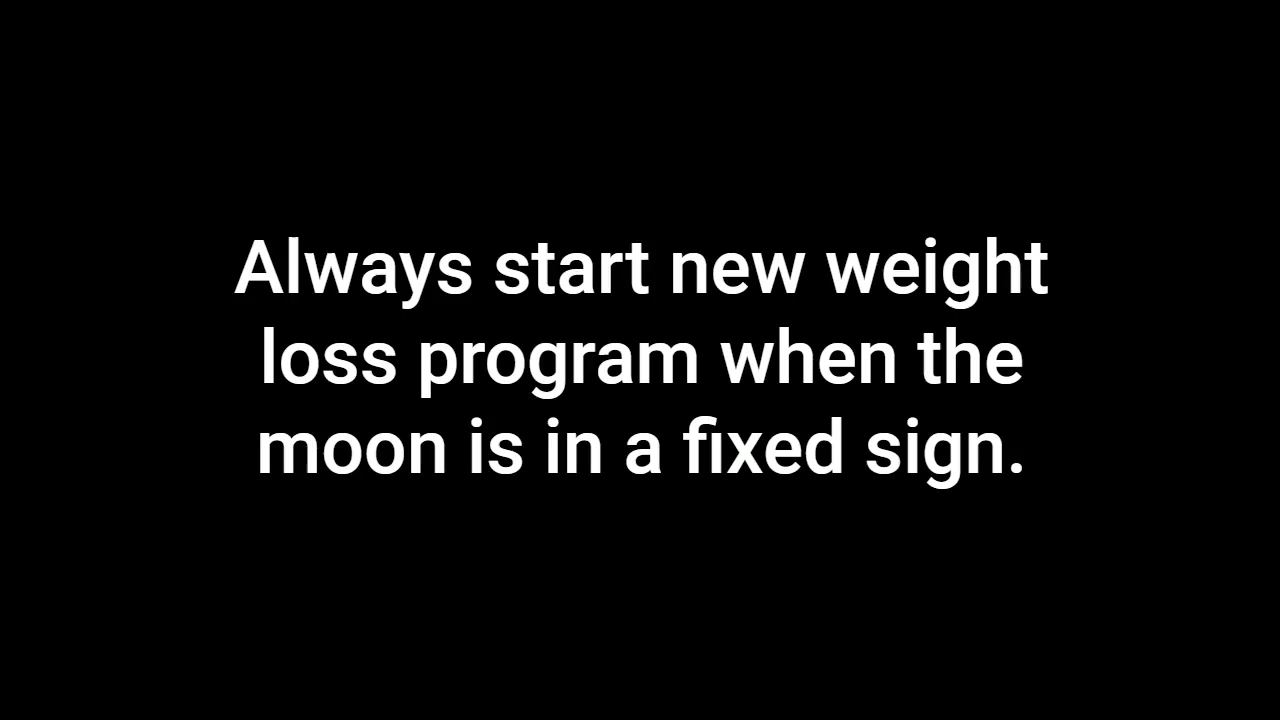 Always start new weight
loss program when the
moon is in a fixed sign.